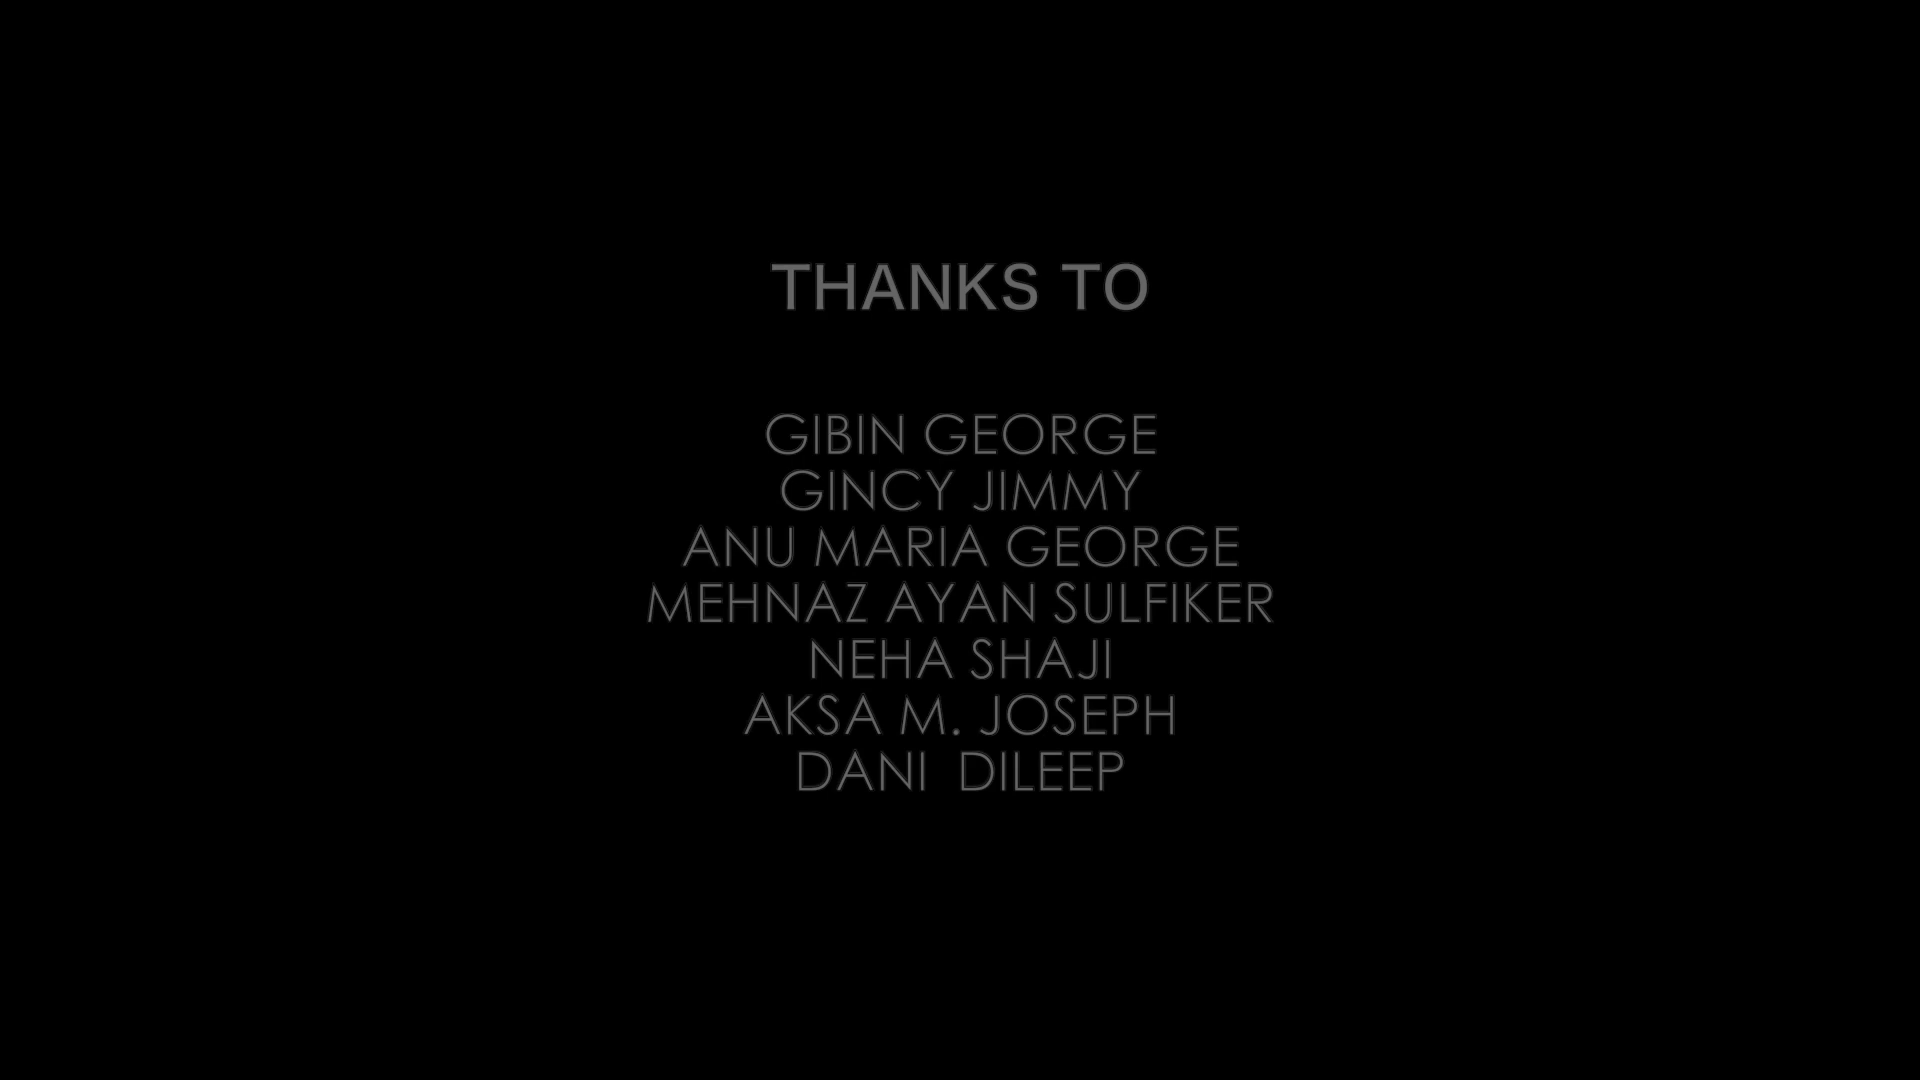 THANKS TO
GIBIN GEORGE
GINCY JIMMY
ANU MARIA GEORGE
MEHNAZ AYAN SULFIKER
NEHA SHAJI
AKSA M. JOSEPH
DANI  DILEEP